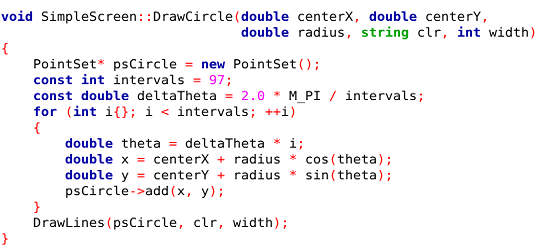 void SimpleScreen::DrawCircle(double centerX, double centerY,
                              double radius, string clr, int width)
{
    PointSet* psCircle = new PointSet();
    const int intervals = 97;
    const double deltaTheta = 2.0 * M_PI / intervals;
    for (int i{}; i < intervals; ++i)
    {
        double theta = deltaTheta * i;
        double x = centerX + radius * cos(theta);
        double y = centerY + radius * sin(theta);
        psCircle->add(x, y);
    }
    DrawLines(psCircle, clr, width);
}